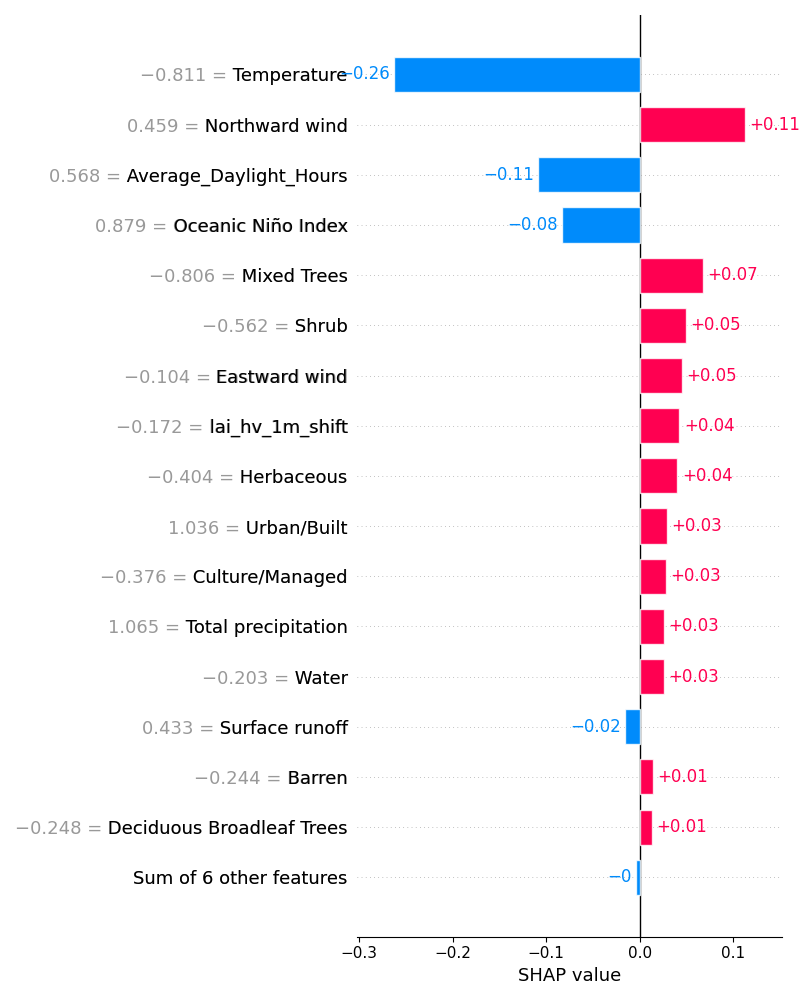 −0.811 = Temperature −0.26
0.459 = Northward wind +0.11
0.568 = Average_Daylight_Hours −0.11
0.879 = Oceanic Niño Index −0.08
−0.806 = Mixed Trees +0.07
−0.562 = Shrub +0.05
−0.104 = Eastward wind +0.05
−0.172 = lai_hv_1m_shift +0.04
−0.404 = Herbaceous +0.04
1.036 = Urban/Built +0.03
−0.376 = Culture/Managed +0.03
1.065 = Total precipitation +0.03
−0.203 = Water +0.03
0.433 = Surface runoff −0.02
−0.244 = Barren +0.01
−0.248 = Deciduous Broadleaf Trees +0.01
Sum of 6 other features −0
−0.3 −0.2 −0.1 0.0 0.1
SHAP value